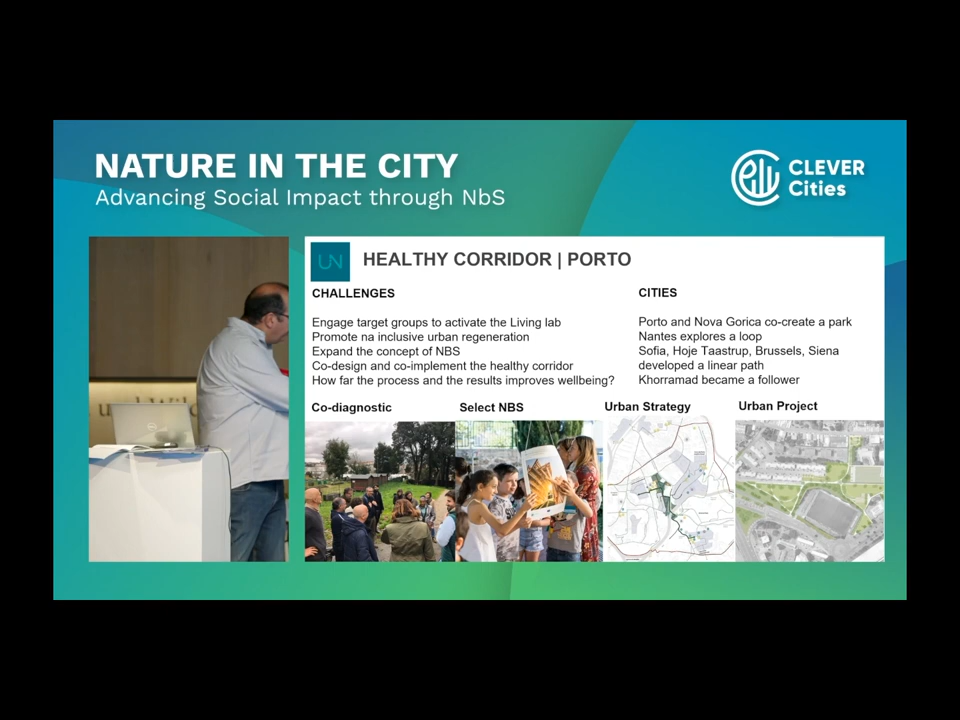 NATURE IN THE CITY
Advancing Social Impact through NbS
CLEVER
Cities
UN
HEALTHY CORRIDOR | PORTO
CHALLENGES
Engage target groups to activate the Living lab
Promote na inclusive urban regeneration
Expand the concept of NBS
Co-design and co-implement the healthy corridor
How far the process and the results improves wellbeing?
CITIES
Porto and Nova Gorica co-create a park
Nantes explores a loop
Sofia, Hoje Taastrup, Brussels, Siena
developed a linear path
Khorramad became a follower
Co-diagnostic
Select NBS
Urban Strategy
Urban Project